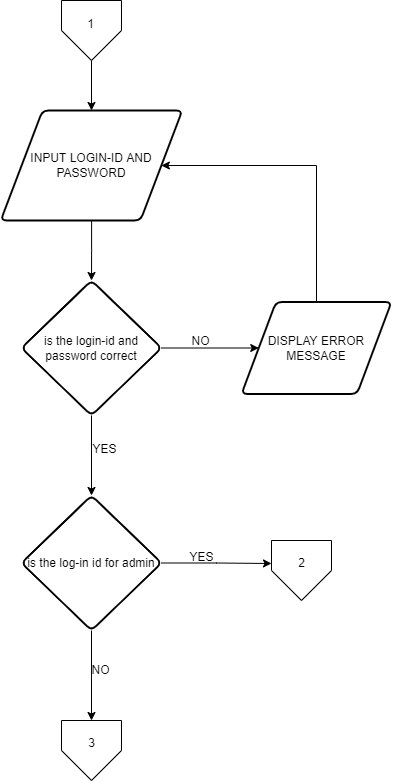 1
INPUT LOGIN-ID AND
PASSWORD
is the login-id and
password correct
NO
DISPLAY ERROR
MESSAGE
YES
is the log-in id for admin
YES
2
NO
3